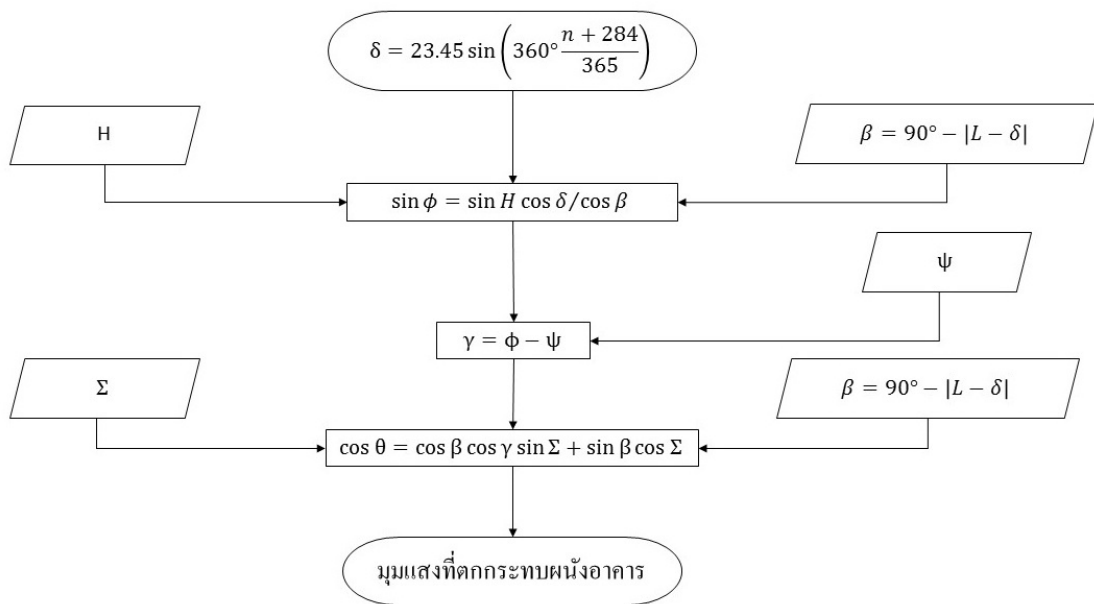 δ = 23.45 sin (360° (n + 284)/365)
H
β = 90° − |L − δ|
sin ϕ = sin H cos δ/cos β
ψ
γ = ϕ − ψ
Σ
β = 90° − |L − δ|
cos θ = cos β cos γ sin Σ + sin β cos Σ
มุมแสงที่ตกกระทบผนังอาคาร